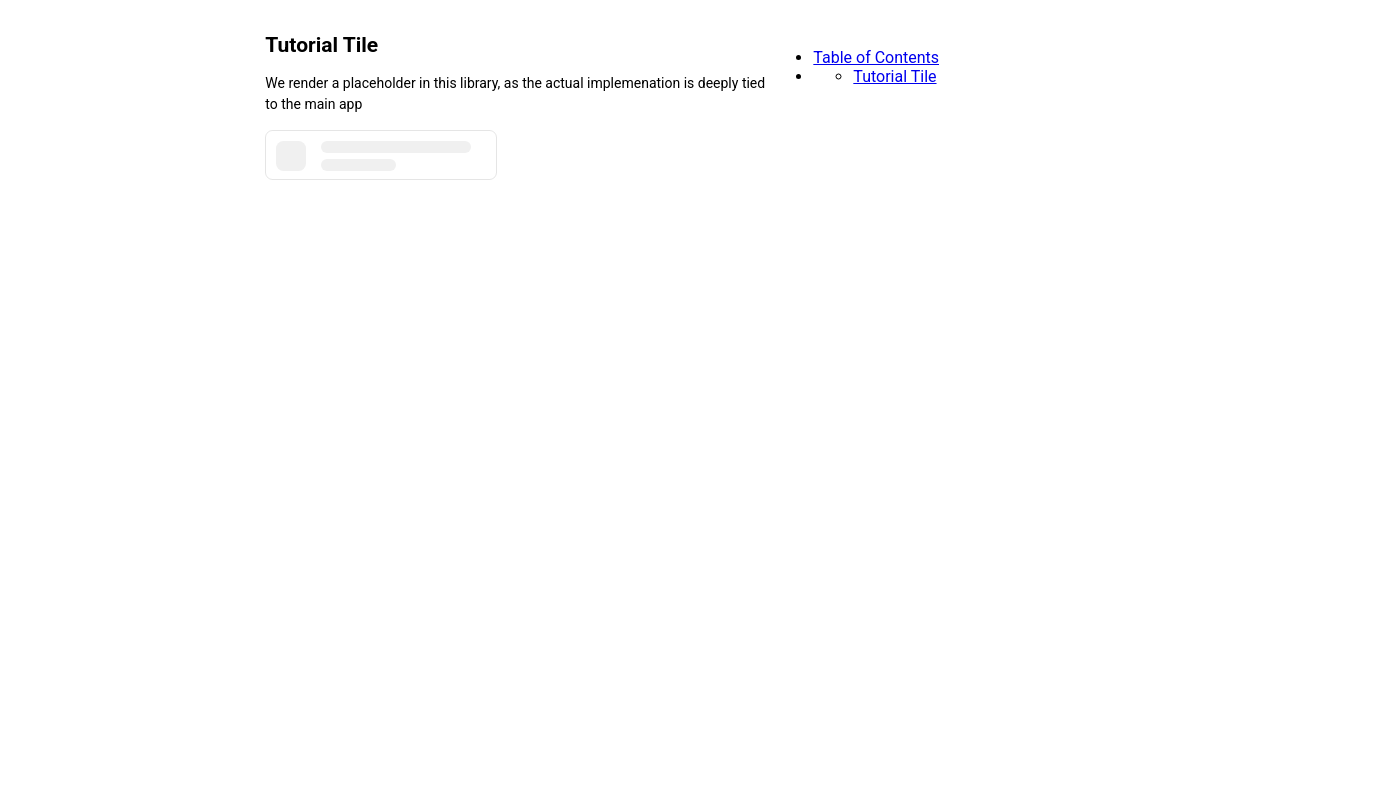 Tutorial Tile
We render a placeholder in this library, as the actual implemenation is deeply tied
to the main app
Table of Contents
Tutorial Tile